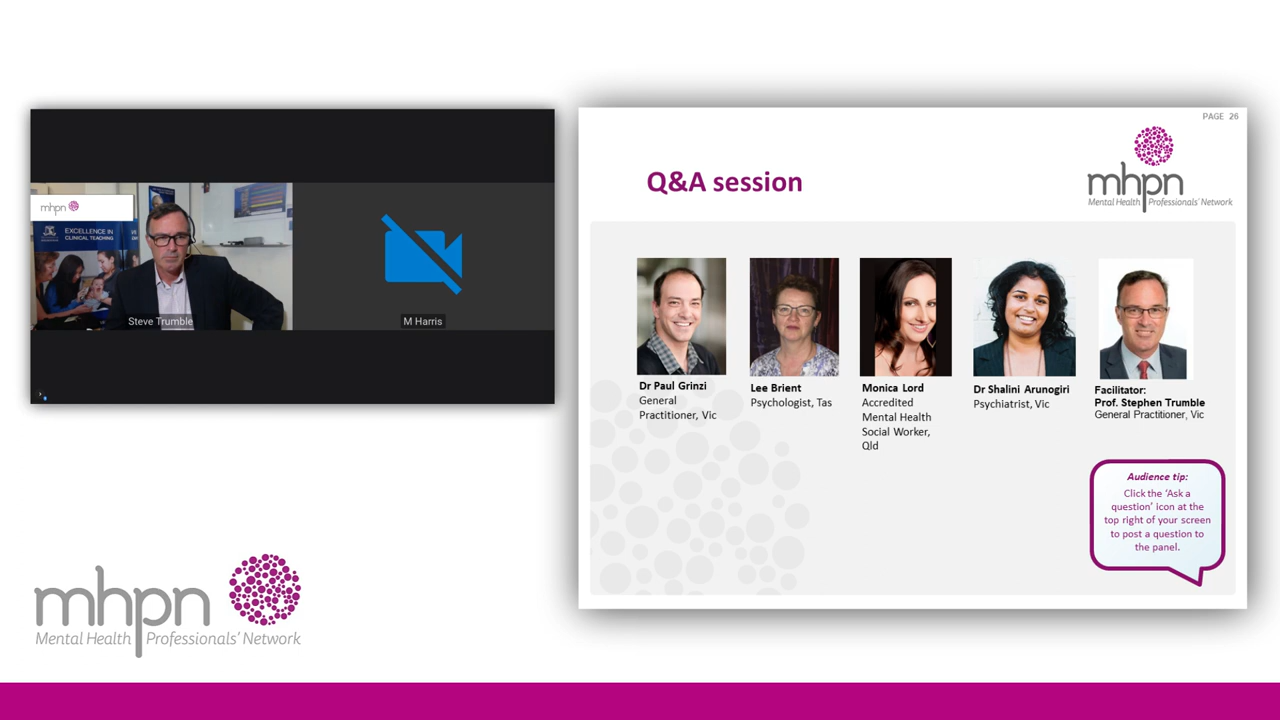 mhpn
EXCELLENCE IN
CLINICAL TEACHING
Steve Trumble
M Harris
mhpn
Mental Health Professionals' Network
PAGE 26
mhpn
Mental Health Professionals' Network
Q&A session
Dr Paul Grinzi
General
Practitioner, Vic
Lee Brient
Psychologist, Tas
Monica Lord
Accredited
Mental Health
Social Worker,
Qld
Dr Shalini Arunogiri
Psychiatrist, Vic
Facilitator:
Prof. Stephen Trumble
General Practitioner, Vic
Audience tip:
Click the ‘Ask a
question’ icon at the
top right of your screen
to post a question to
the panel.